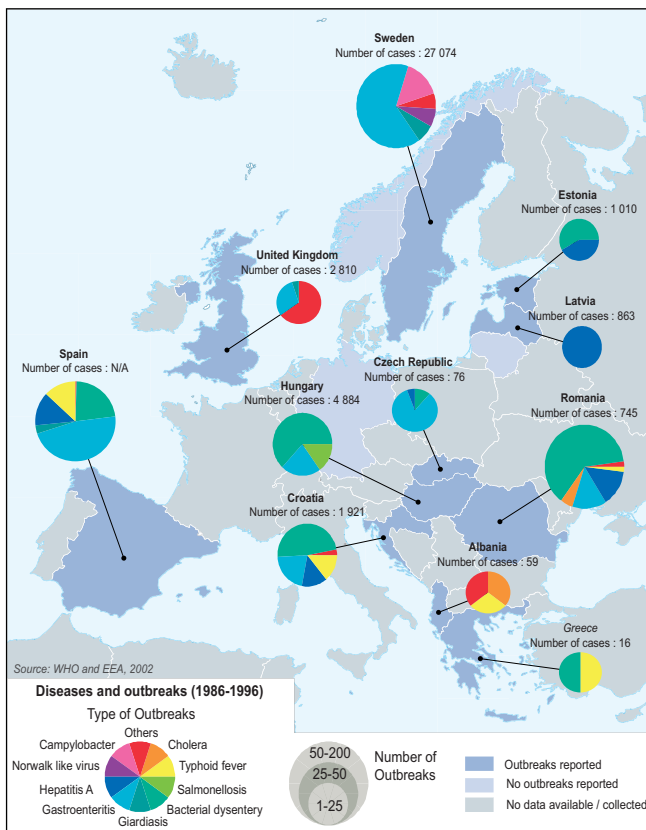 Sweden
Number of cases : 27 074
Estonia
Number of cases : 1 010
United Kingdom
Number of cases : 2 810
Latvia
Number of cases : 863
Spain
Number of cases : N/A
Czech Republic
Number of cases : 76
Hungary
Number of cases : 4 884
Romania
Number of cases : 745
Croatia
Number of cases : 1 921
Albania
Number of cases : 59
Greece
Number of cases : 16
Source: WHO and EEA, 2002
Diseases and outbreaks (1986-1996)
Type of Outbreaks
Others
Campylobacter
Cholera
Norwalk like virus
Typhoid fever
Hepatitis A
Salmonellosis
Gastroenteritis
Bacterial dysentery
Giardiasis
50-200
25-50
1-25
Number of
Outbreaks
Outbreaks reported
No outbreaks reported
No data available / collected